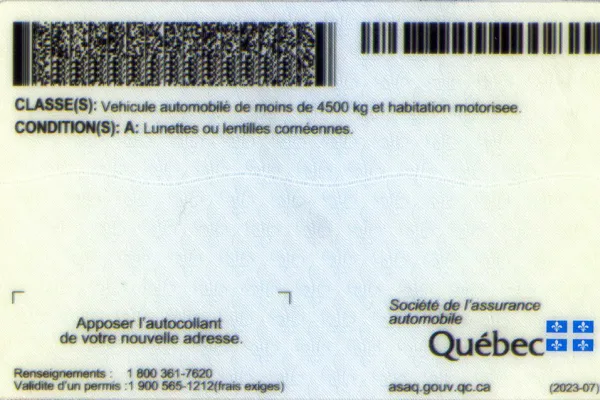 CLASSE(S): Vehicule automobilè de moins de 4500 kg et habitation motorisee.
CONDITION(S): A: Lunettes ou lentilles cornéennes.
Apposer l'autocollant
de votre nouvelle adresse.
Renseignements : 1 800 361-7620
Validite d'un permis :1 900 565-1212(frais exiges)
Société de l'assurance
automobile
Québec
asaq.gouv.qc.ca
(2023-07)